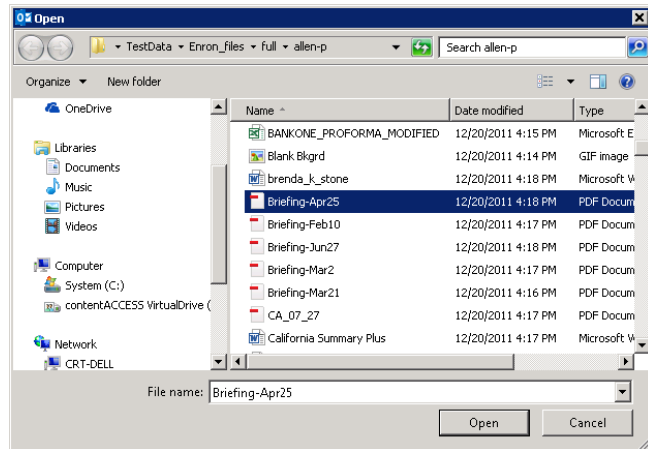 Open
TestData Enron_files full allen-p Search allen-p
Organize New folder
OneDrive
Libraries
Documents
Music
Pictures
Videos
Computer
System (C:)
contentACCESS VirtualDrive (
Network
CRT-DELL
Name Date modified Type
BANKONE_PROFORMA_MODIFIED 12/20/2011 4:15 PM Microsoft E
Blank Bkgrd 12/20/2011 4:14 PM GIF image
brenda_k_stone 12/20/2011 4:18 PM Microsoft W
Briefing-Apr25 12/20/2011 4:18 PM PDF Docum
Briefing-Feb10 12/20/2011 4:17 PM PDF Docum
Briefing-Jun27 12/20/2011 4:18 PM PDF Docum
Briefing-Mar2 12/20/2011 4:17 PM PDF Docum
Briefing-Mar21 12/20/2011 4:16 PM PDF Docum
CA_07_27 12/20/2011 4:17 PM PDF Docum
California Summary Plus 12/20/2011 4:17 PM Microsoft W
File name: Briefing-Apr25
Open Cancel